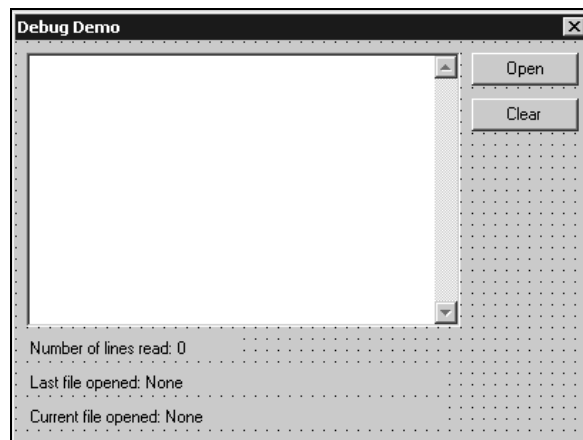 Debug Demo
Open
Clear
Number of lines read: 0
Last file opened: None
Current file opened: None